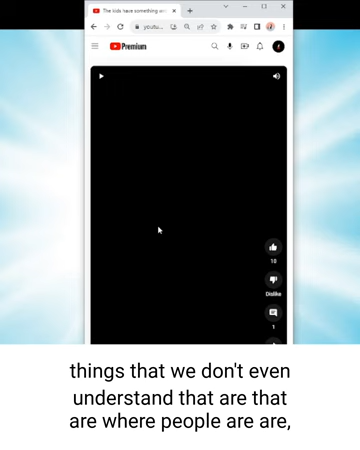 The kids have something and
youtu...
Premium
10
Dislike
1
things that we don't even
understand that are that
are where people are are,